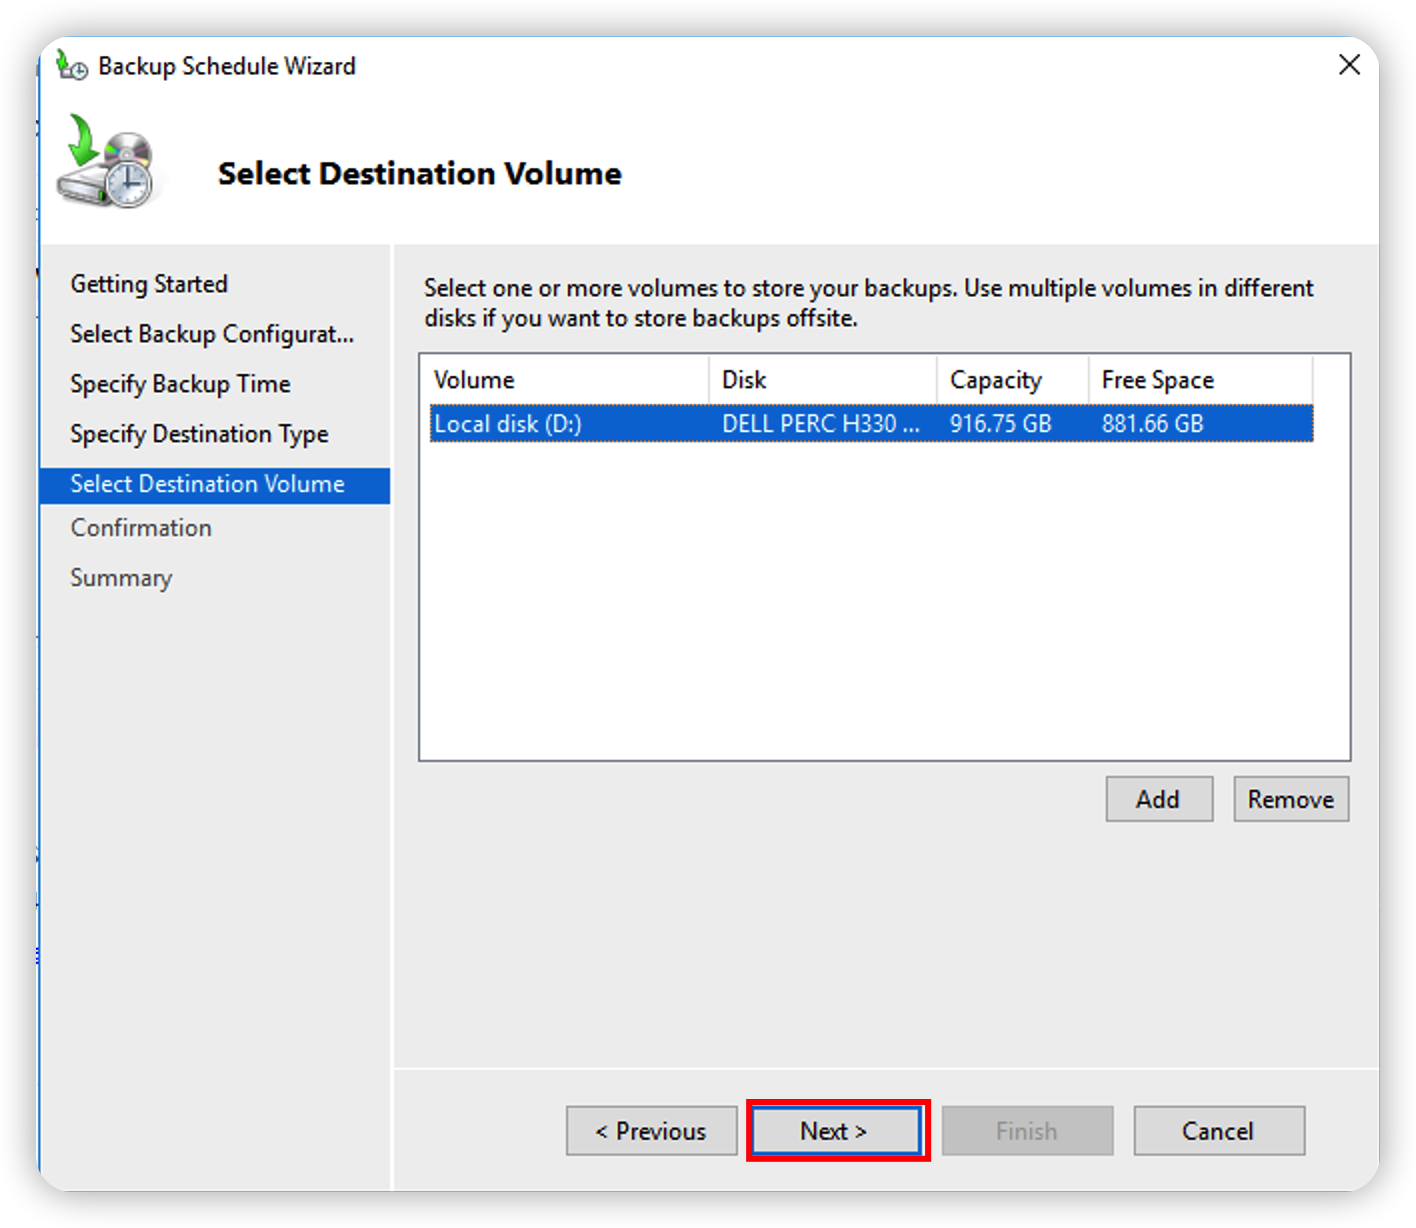 Backup Schedule Wizard
Select Destination Volume
Getting Started
Select Backup Configurat...
Specify Backup Time
Specify Destination Type
Select Destination Volume
Confirmation
Summary
Select one or more volumes to store your backups. Use multiple volumes in different
disks if you want to store backups offsite.
Volume Disk Capacity Free Space
Local disk (D:) DELL PERC H330 ... 916.75 GB 881.66 GB
Add Remove
< Previous Next > Finish Cancel